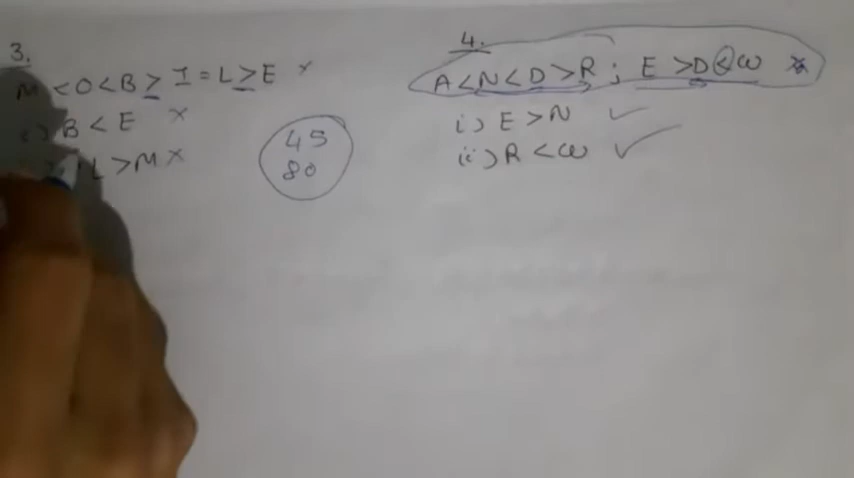 3.
M < O < B ≥ I = L ≥ E ×
B < E ×
L > M ×
45
80
4.
A < N < D > R ; E > D < W ×
i) E > N ✓
ii) R < W ✓